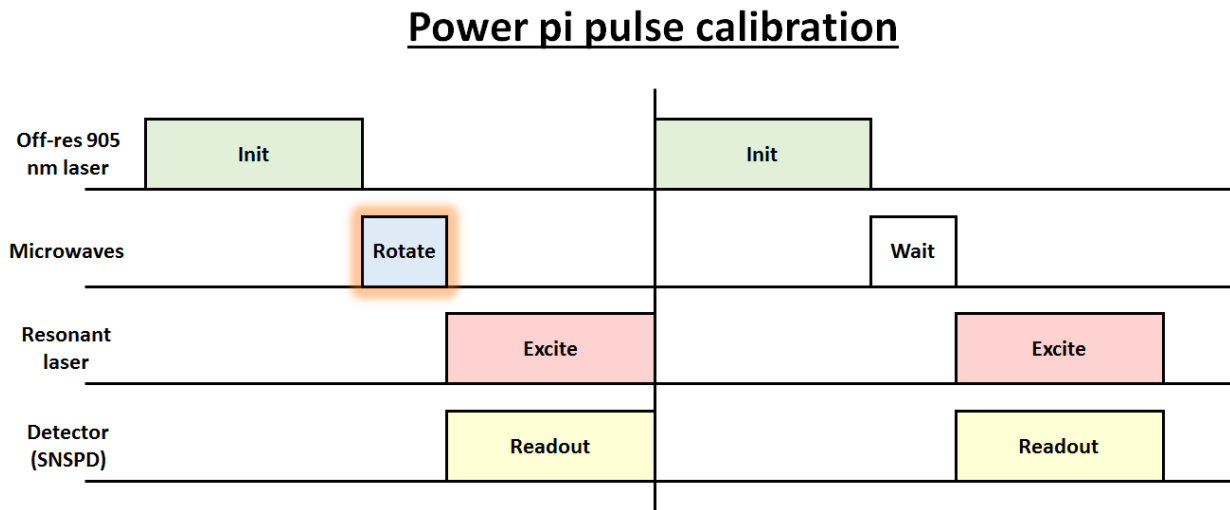 Power pi pulse calibration
Off-res 905
nm laser
Init
Init
Microwaves
Rotate
Wait
Resonant
laser
Excite
Excite
Detector
(SNSPD)
Readout
Readout